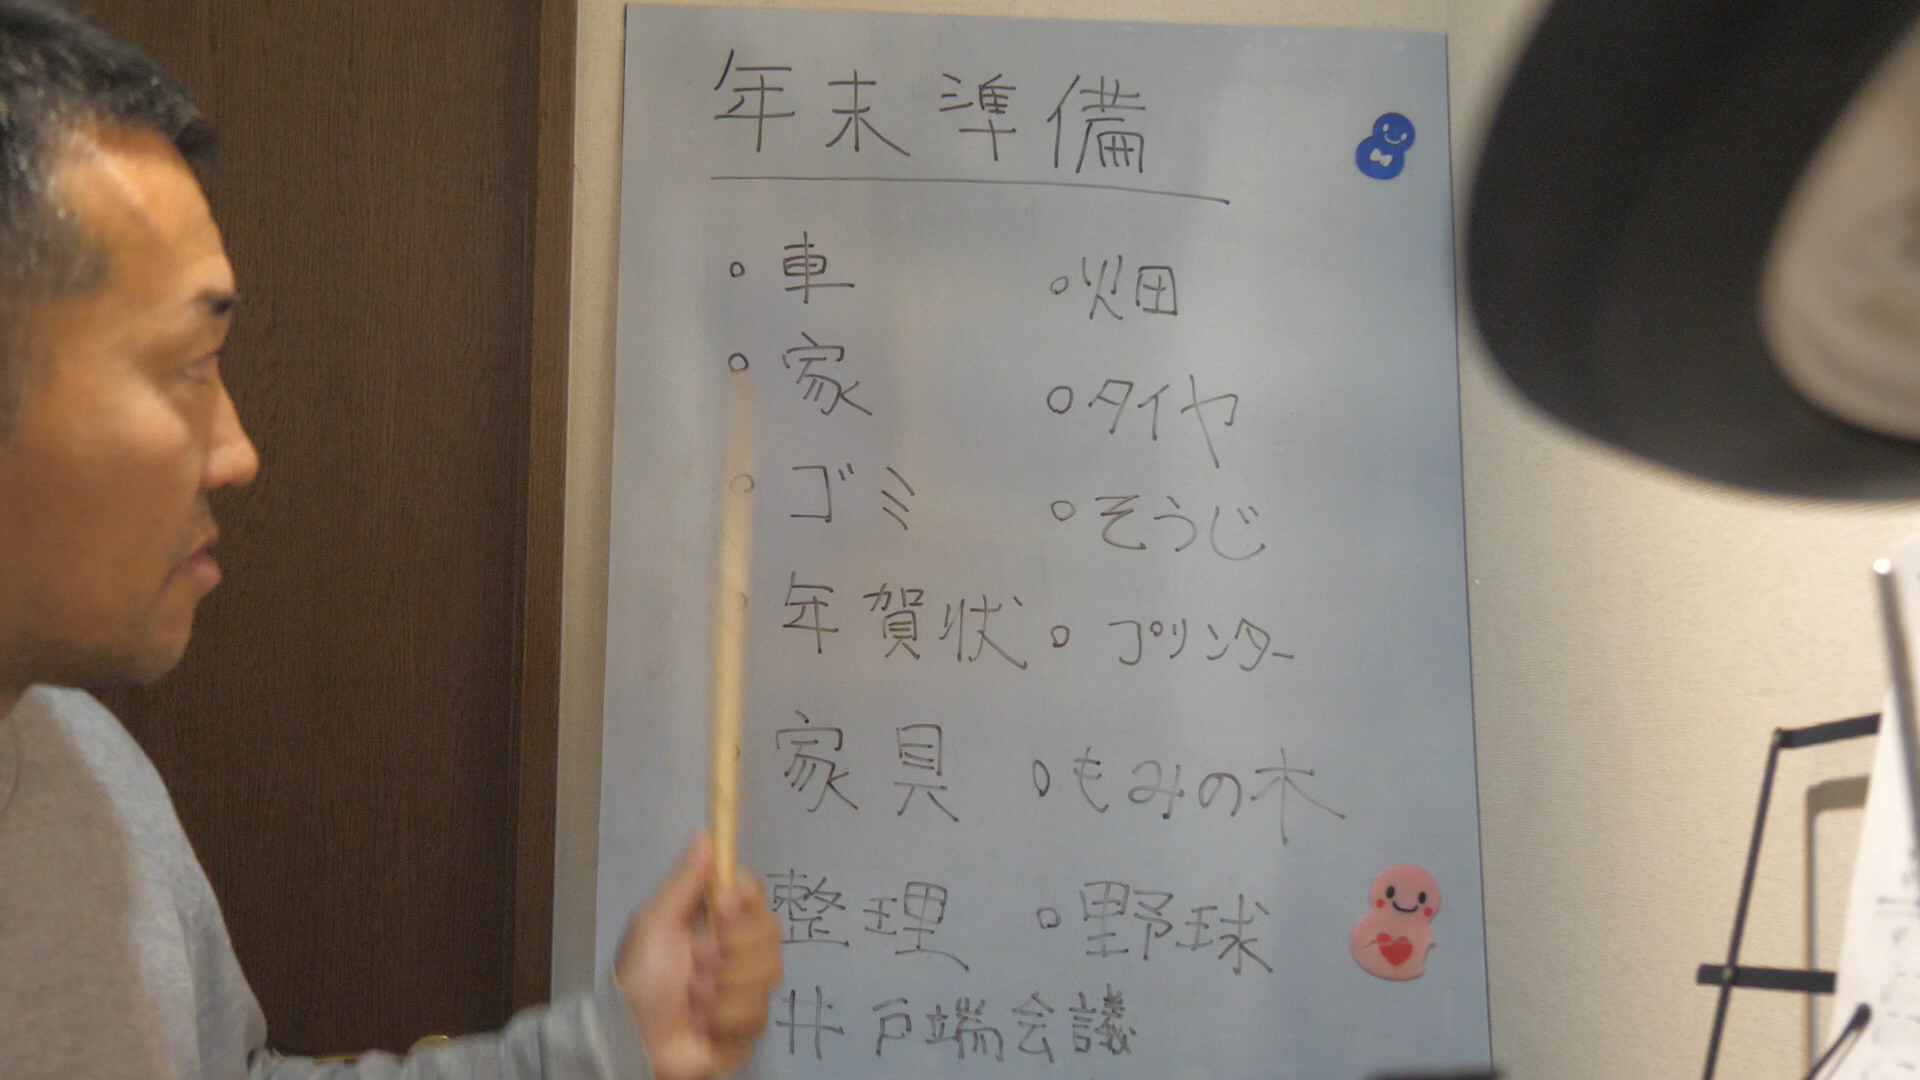 年末準備
・車
・家
・ゴミ
・年賀状
・家具
整理
井戸端会議
・畑
・タイヤ
・そうじ
・プリンター
・もみの木
・野球